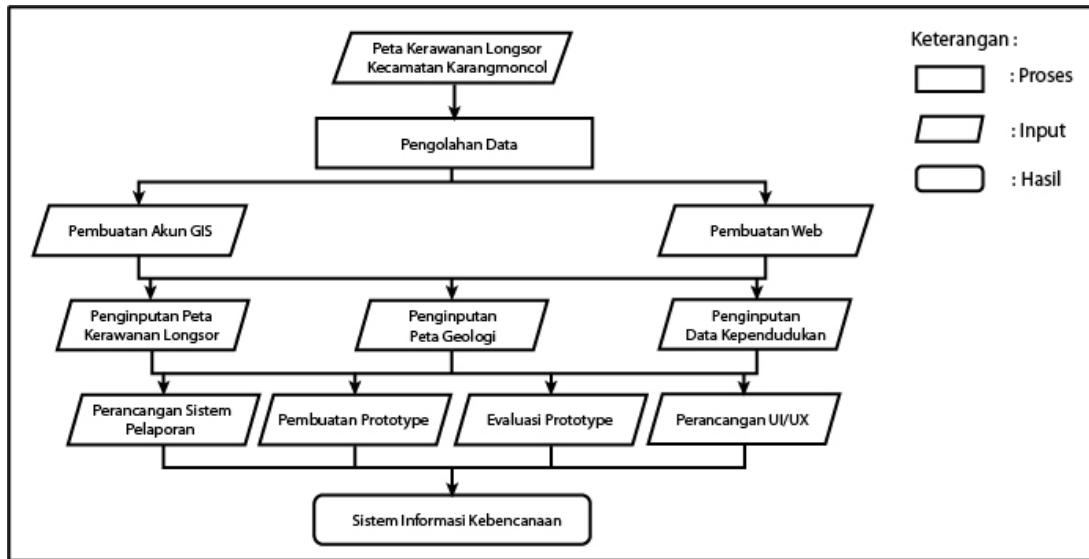 Peta Kerawanan Longsor
Kecamatan Karangmoncol
Pengolahan Data
Pembuatan Akun GIS
Pembuatan Web
Penginputan Peta
Kerawanan Longsor
Penginputan
Peta Geologi
Penginputan
Data Kependudukan
Perancangan Sistem
Pelaporan
Pembuatan Prototype
Evaluasi Prototype
Perancangan UI/UX
Sistem Informasi Kebencanaan
Keterangan :
: Proses
: Input
: Hasil